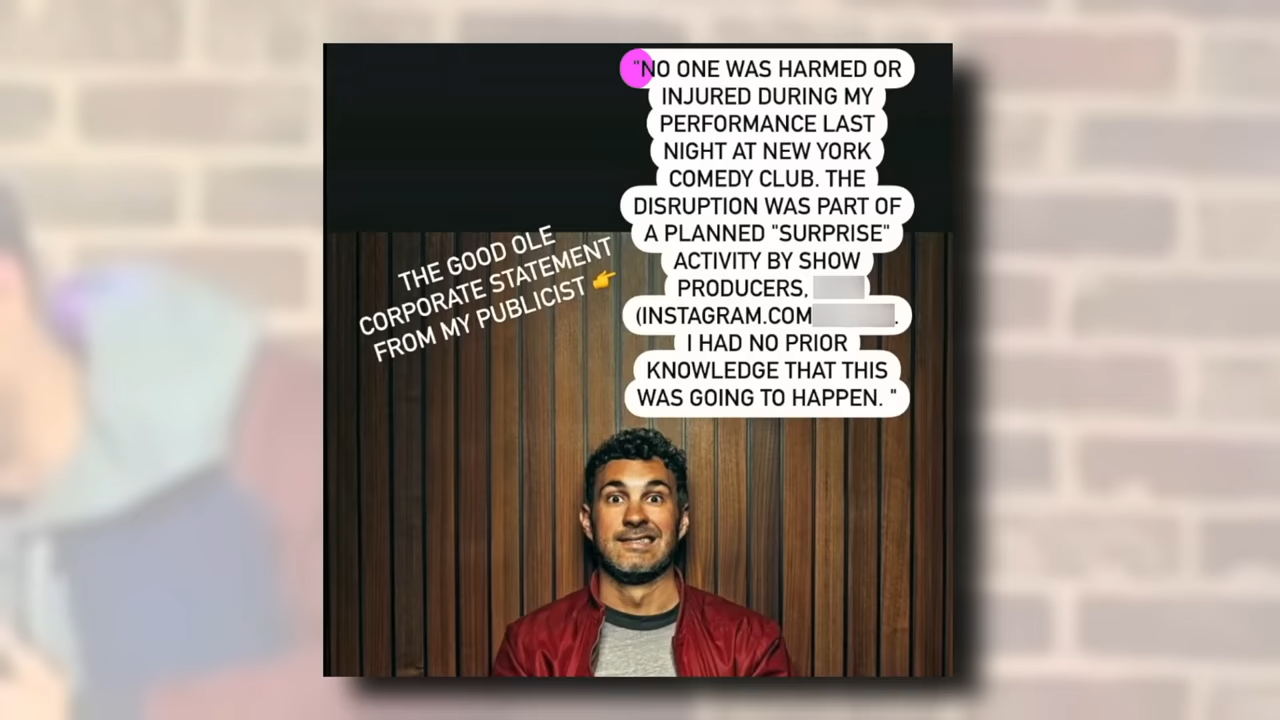 THE GOOD OLE
CORPORATE STATEMENT
FROM MY PUBLICIST 👉
"NO ONE WAS HARMED OR
INJURED DURING MY
PERFORMANCE LAST
NIGHT AT NEW YORK
COMEDY CLUB. THE
DISRUPTION WAS PART OF
A PLANNED "SURPRISE"
ACTIVITY BY SHOW
PRODUCERS,
(INSTAGRAM.COM .
I HAD NO PRIOR
KNOWLEDGE THAT THIS
WAS GOING TO HAPPEN. "